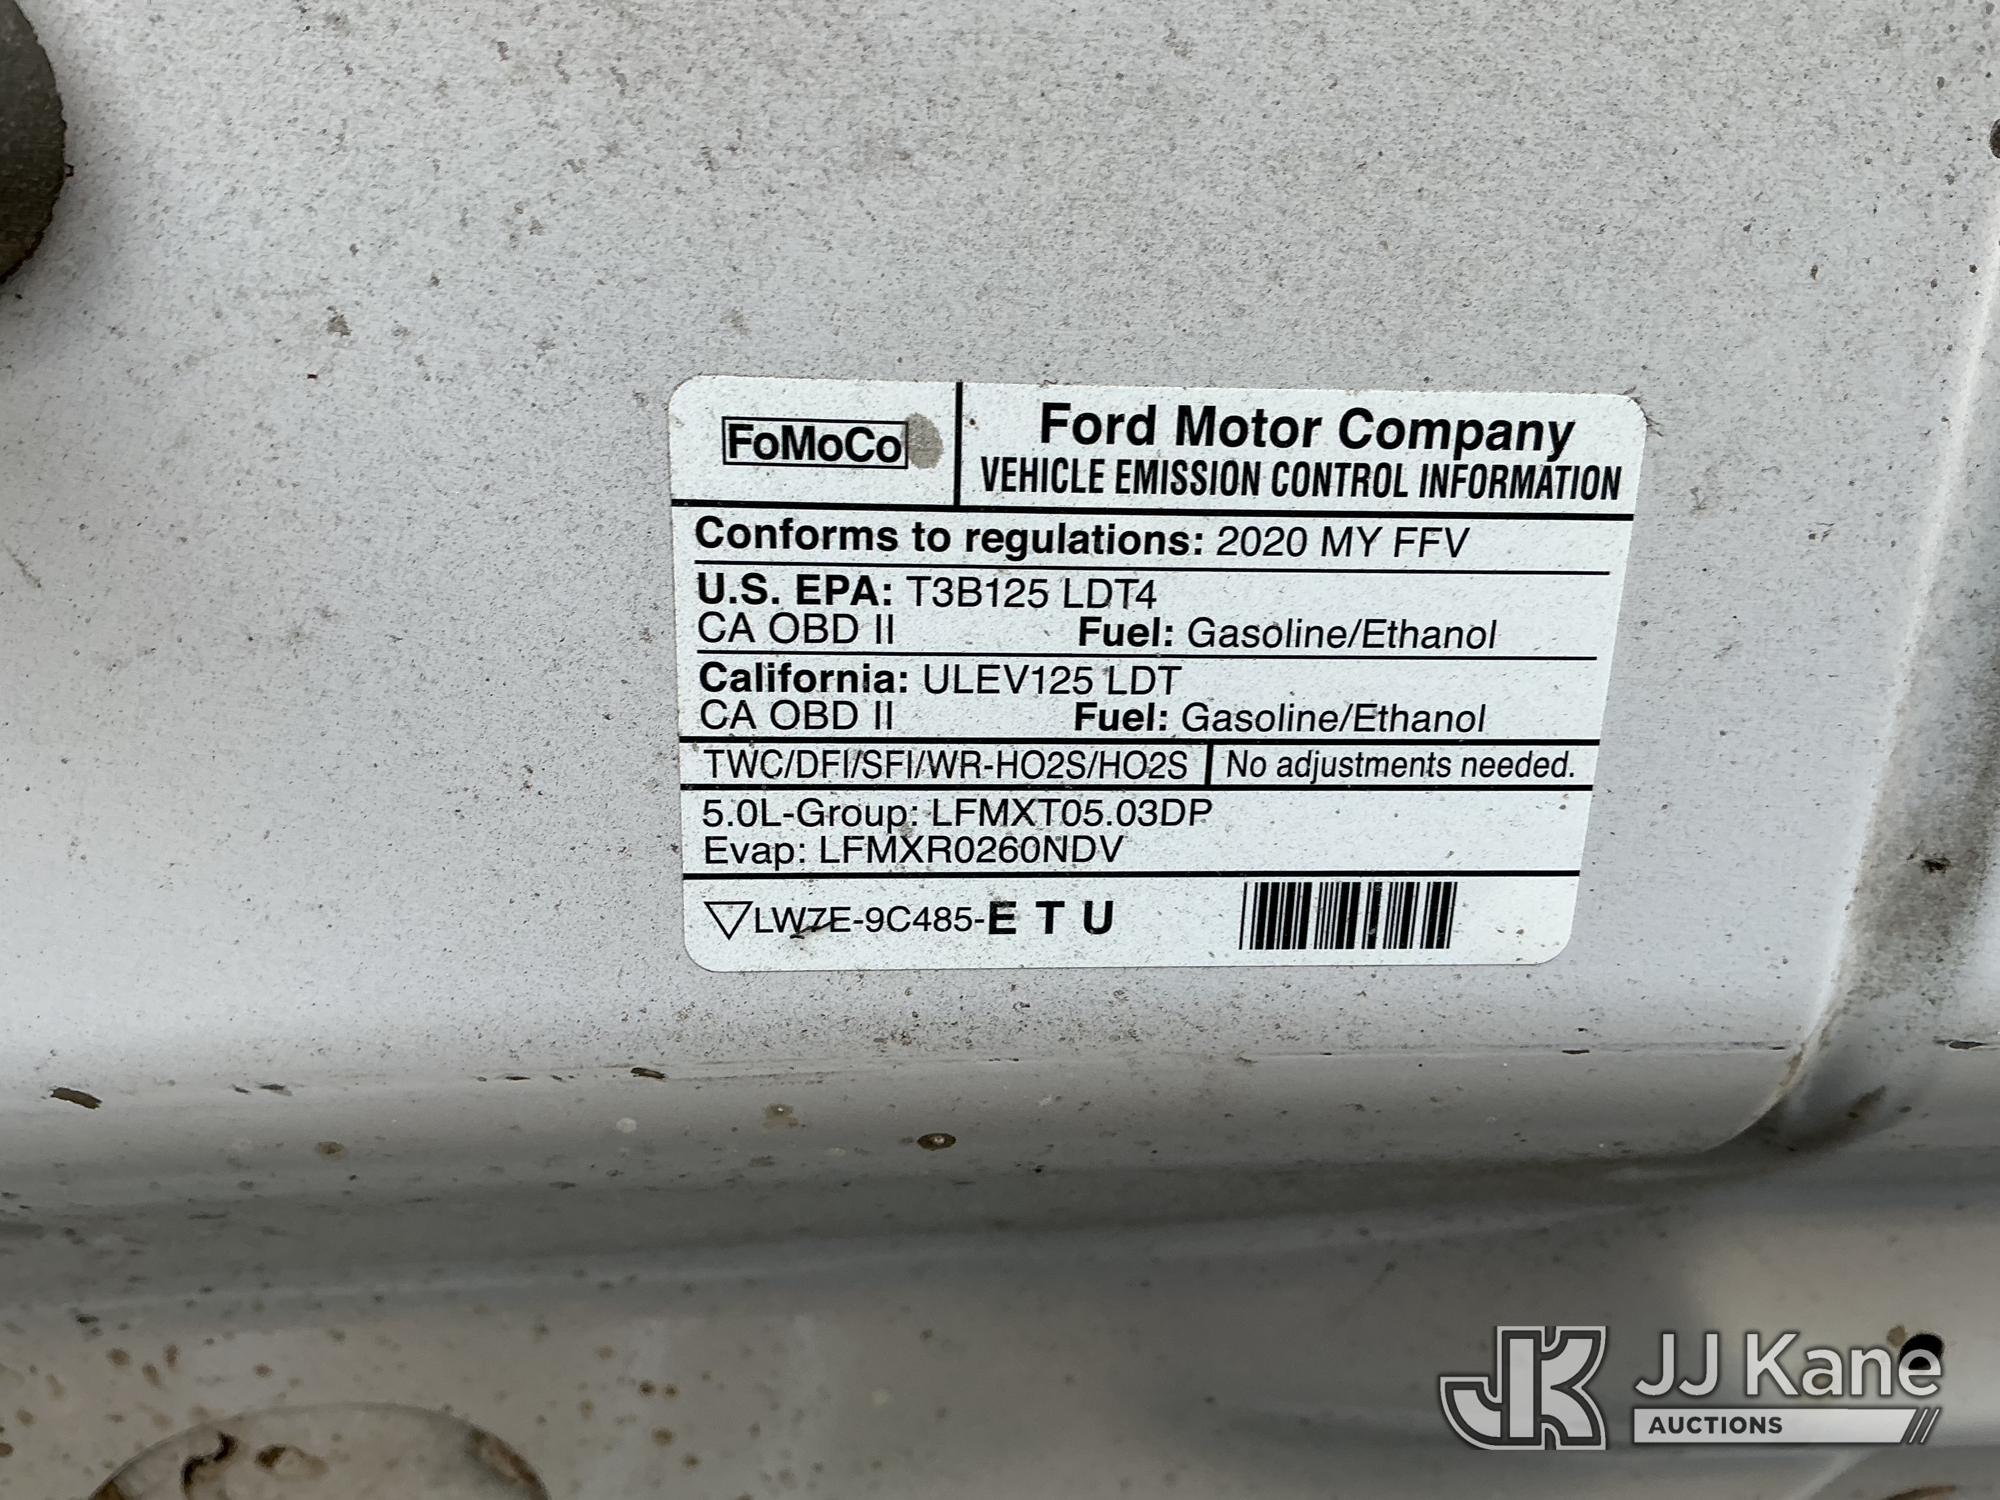 FoMoCo
Ford Motor Company
VEHICLE EMISSION CONTROL INFORMATION
Conforms to regulations: 2020 MY FFV
U.S. EPA: T3B125 LDT4
CA OBD II Fuel: Gasoline/Ethanol
California: ULEV125 LDT
CA OBD II Fuel: Gasoline/Ethanol
TWC/DFI/SFI/WR-HO2S/HO2S No adjustments needed.
5.0L-Group: LFMXT05.03DP
Evap: LFMXR0260NDV
LW7E-9C485-E T U
JK JJ Kane
AUCTIONS